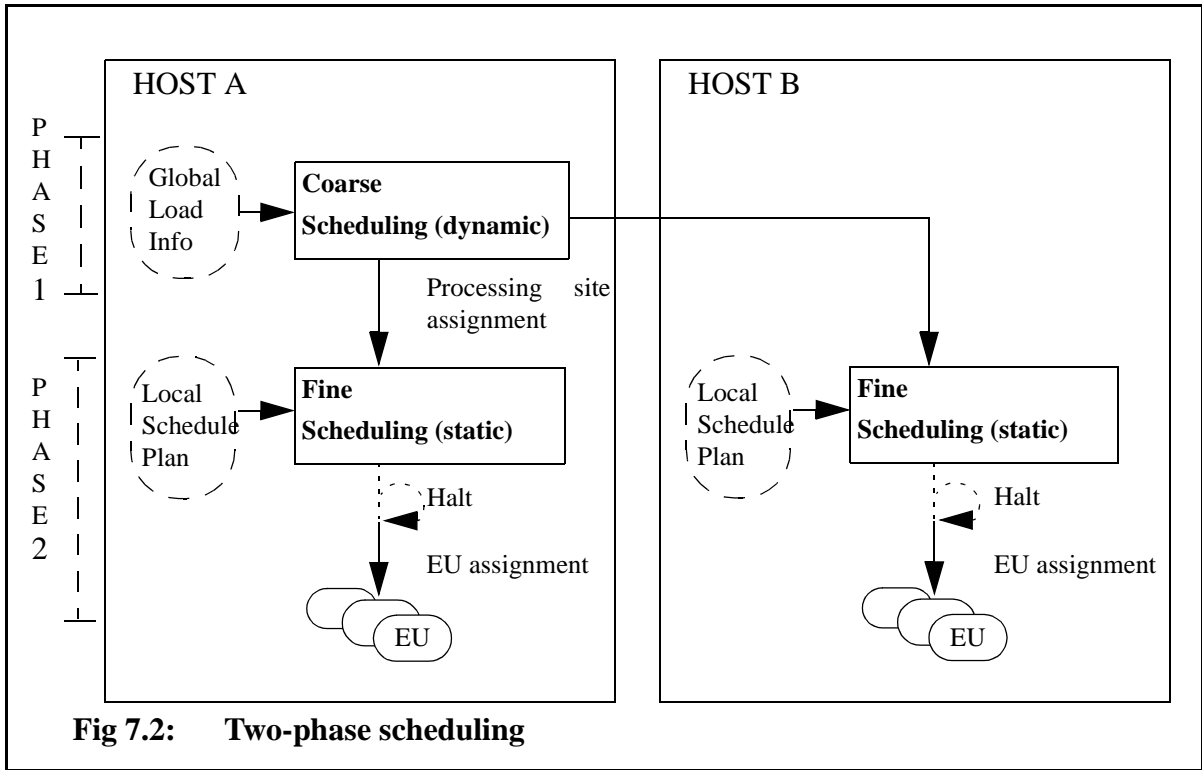 HOST A
HOST B
PHASE 1
Global
Load
Info
Coarse
Scheduling (dynamic)
Processing site
assignment
PHASE 2
Local
Schedule
Plan
Fine
Scheduling (static)
Local
Schedule
Plan
Fine
Scheduling (static)
Halt
Halt
EU assignment
EU assignment
EU
EU
Fig 7.2: Two-phase scheduling